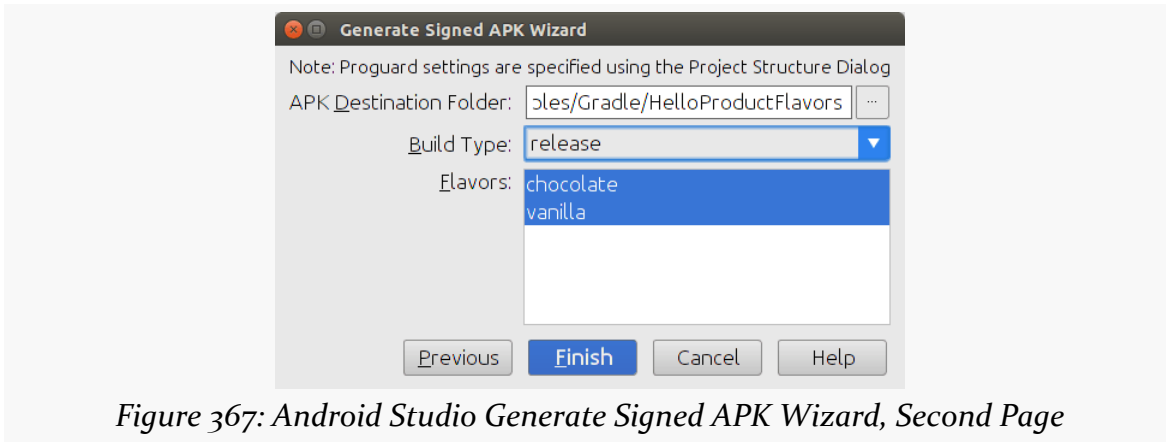 Generate Signed APK Wizard
Note: Proguard settings are specified using the Project Structure Dialog
APK Destination Folder: ples/Gradle/HelloProductFlavors ...
Build Type: release
Flavors: chocolate
vanilla
Previous Finish Cancel Help
Figure 367: Android Studio Generate Signed APK Wizard, Second Page